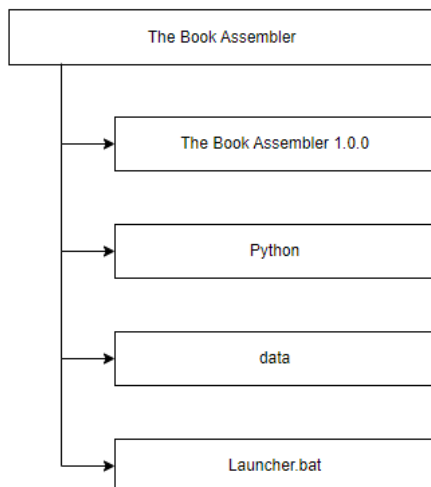 The Book Assembler
The Book Assembler 1.0.0
Python
data
Launcher.bat